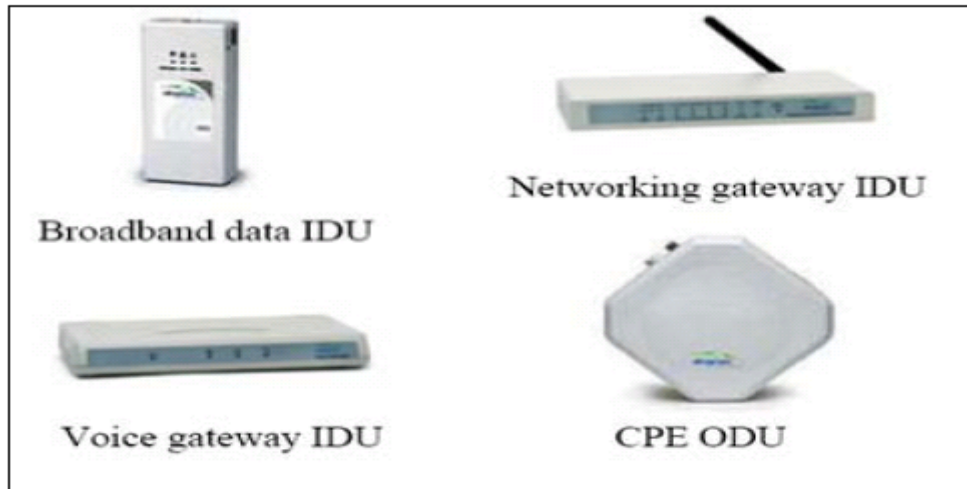 Broadband data IDU
Networking gateway IDU
Voice gateway IDU
CPE ODU